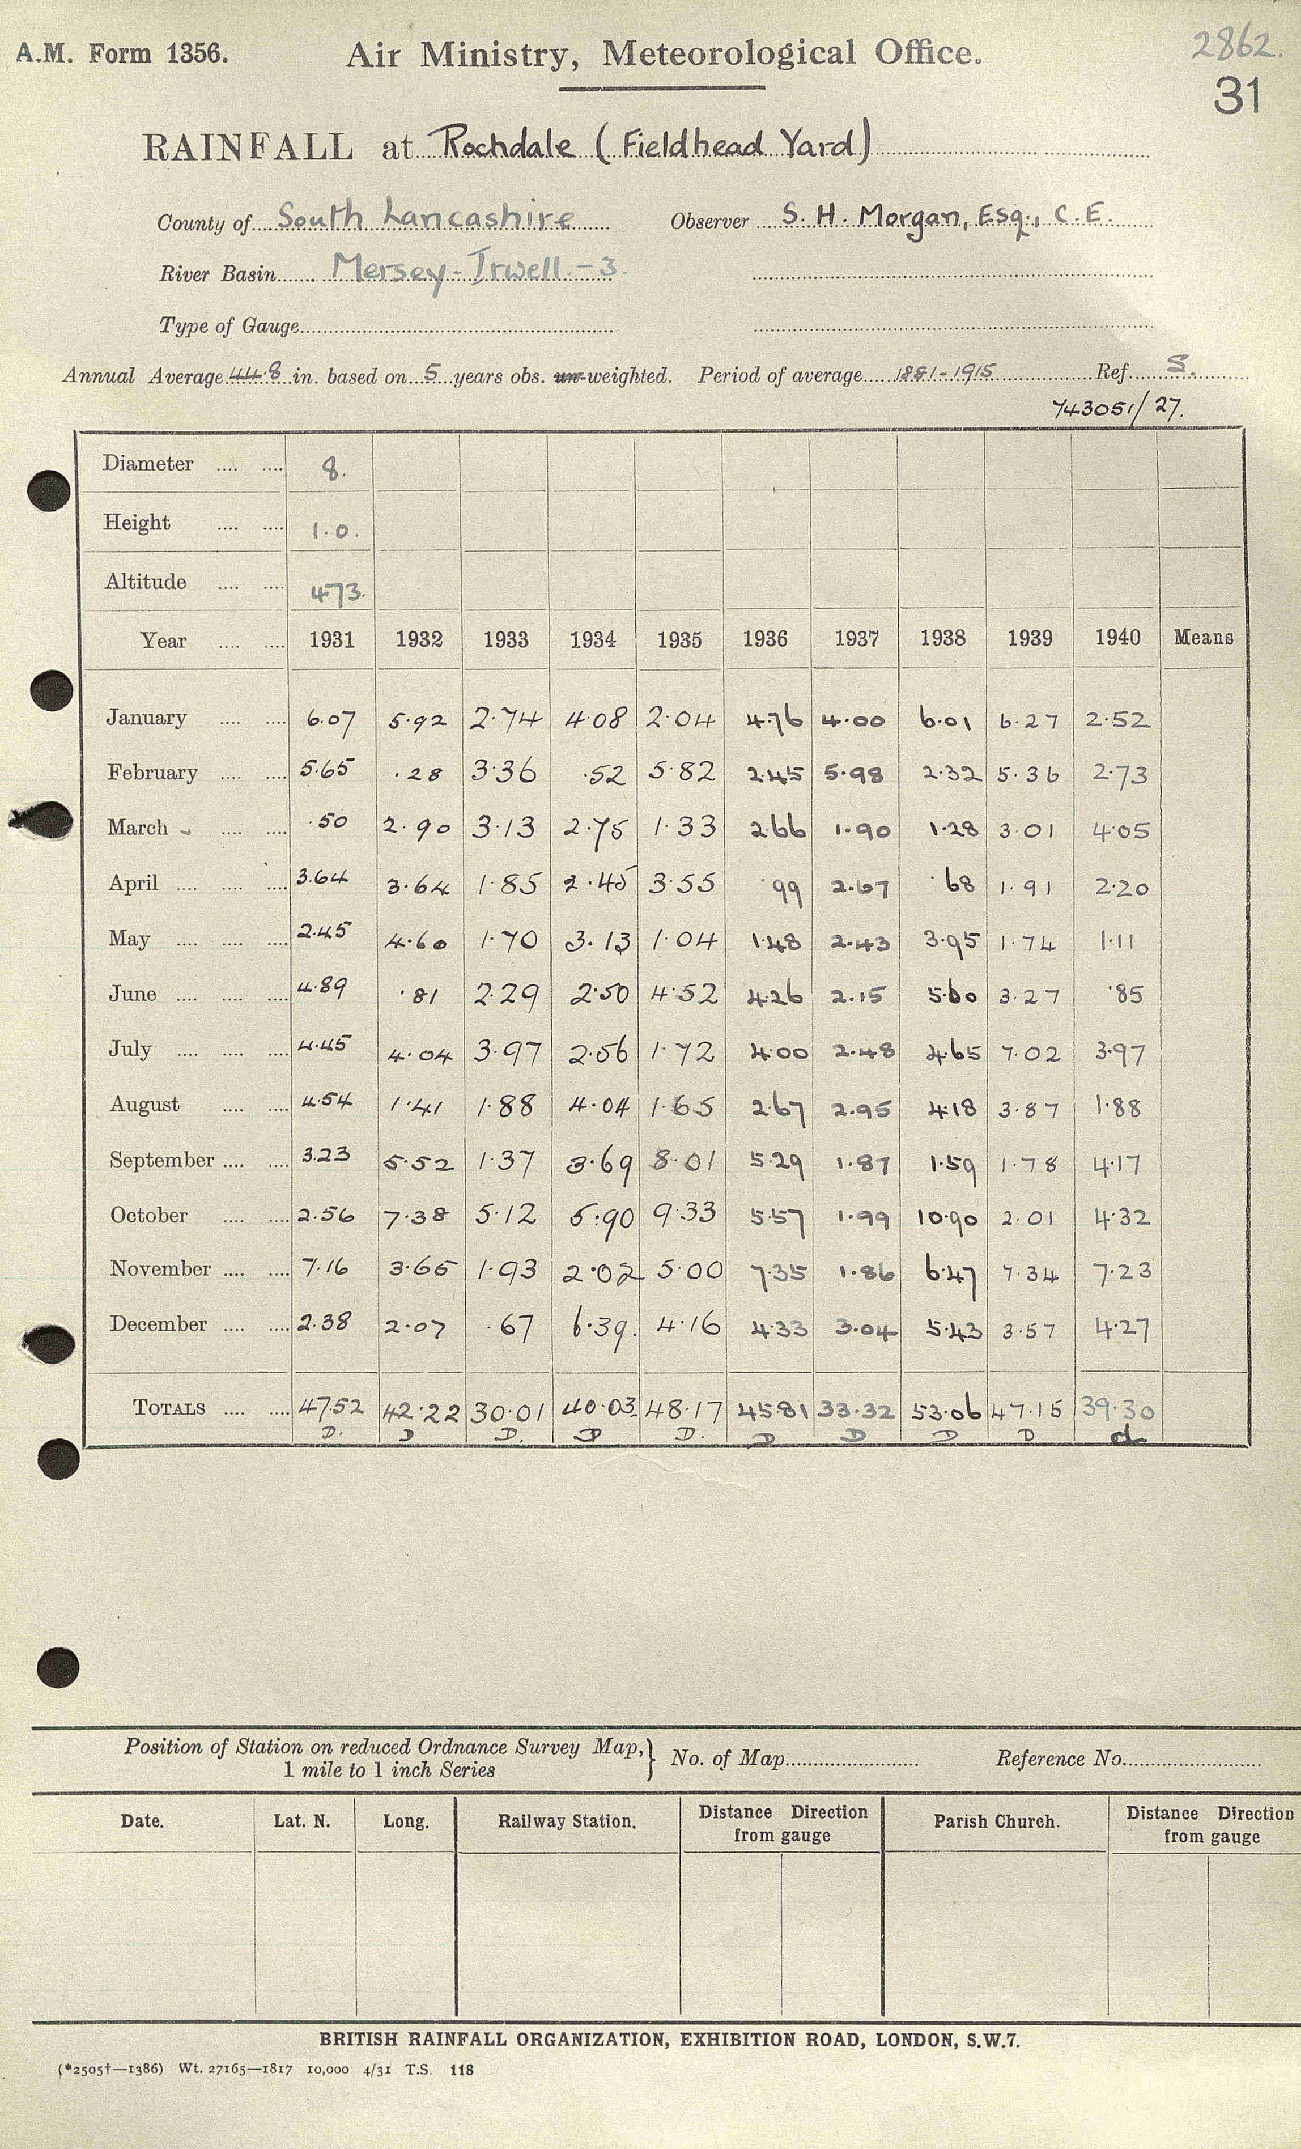 A.M. Form 1356. Air Ministry, Meteorological Office. 2862.
31
RAINFALL at Rochdale (Fieldhead Yard)
County of South Lancashire Observer S. H. Morgan, Esq., C.E.
River Basin Mersey-Irwell-3.
Type of Gauge
Annual Average 44.8 in. based on 5 years obs. un-weighted. Period of average 1881-1915 Ref. S.
743051/27.
Diameter 8.
Height 1.0.
Altitude 473.
Year 1931 1932 1933 1934 1935 1936 1937 1938 1939 1940 Means
January 6.07 5.92 2.74 4.08 2.04 4.76 4.00 6.01 6.27 2.52
February 5.65 .28 3.36 .52 5.82 2.45 5.98 2.32 5.36 2.73
March .50 2.90 3.13 2.75 1.33 2.66 1.90 1.28 3.01 4.05
April 3.64 3.64 1.85 2.45 3.55 .99 2.67 .68 1.91 2.20
May 2.45 4.60 1.70 3.13 1.04 1.48 2.43 3.95 1.74 1.11
June 4.89 .81 2.29 2.50 4.52 4.26 2.15 5.60 3.27 .85
July 4.45 4.04 3.97 2.56 1.72 4.00 2.48 4.65 7.02 3.97
August 4.54 1.41 1.88 4.04 1.65 2.67 2.95 4.18 3.87 1.88
September 3.23 5.52 1.37 3.69 8.01 5.29 1.87 1.59 1.78 4.17
October 2.56 7.38 5.12 5.90 9.33 5.57 1.99 10.90 2.01 4.32
November 7.16 3.65 1.93 2.02 5.00 7.35 1.86 6.47 7.34 7.23
December 2.38 2.07 .67 6.39. 4.16 4.33 3.04 5.43 3.57 4.27
TOTALS 47.52 42.22 30.01 40.03 48.17 45.81 33.32 53.06 47.15 39.30
D. D D. D D. D D D D d
Position of Station on reduced Ordnance Survey Map, } No. of Map Reference No.
1 mile to 1 inch Series
Date. Lat. N. Long. Railway Station. Distance Direction Parish Church. Distance Direction
from gauge from gauge
BRITISH RAINFALL ORGANIZATION, EXHIBITION ROAD, LONDON, S.W.7.
(*2505†—1386) Wt. 27165—1817 10,000 4/31 T.S. 118